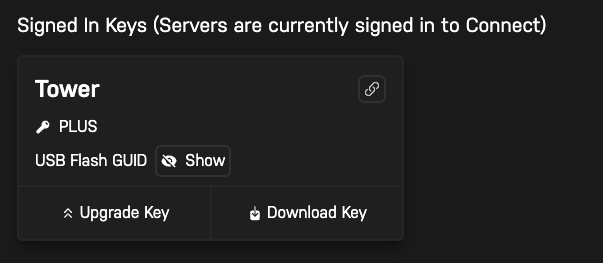 Signed In Keys (Servers are currently signed in to Connect)
Tower
PLUS
USB Flash GUID Show
Upgrade Key Download Key